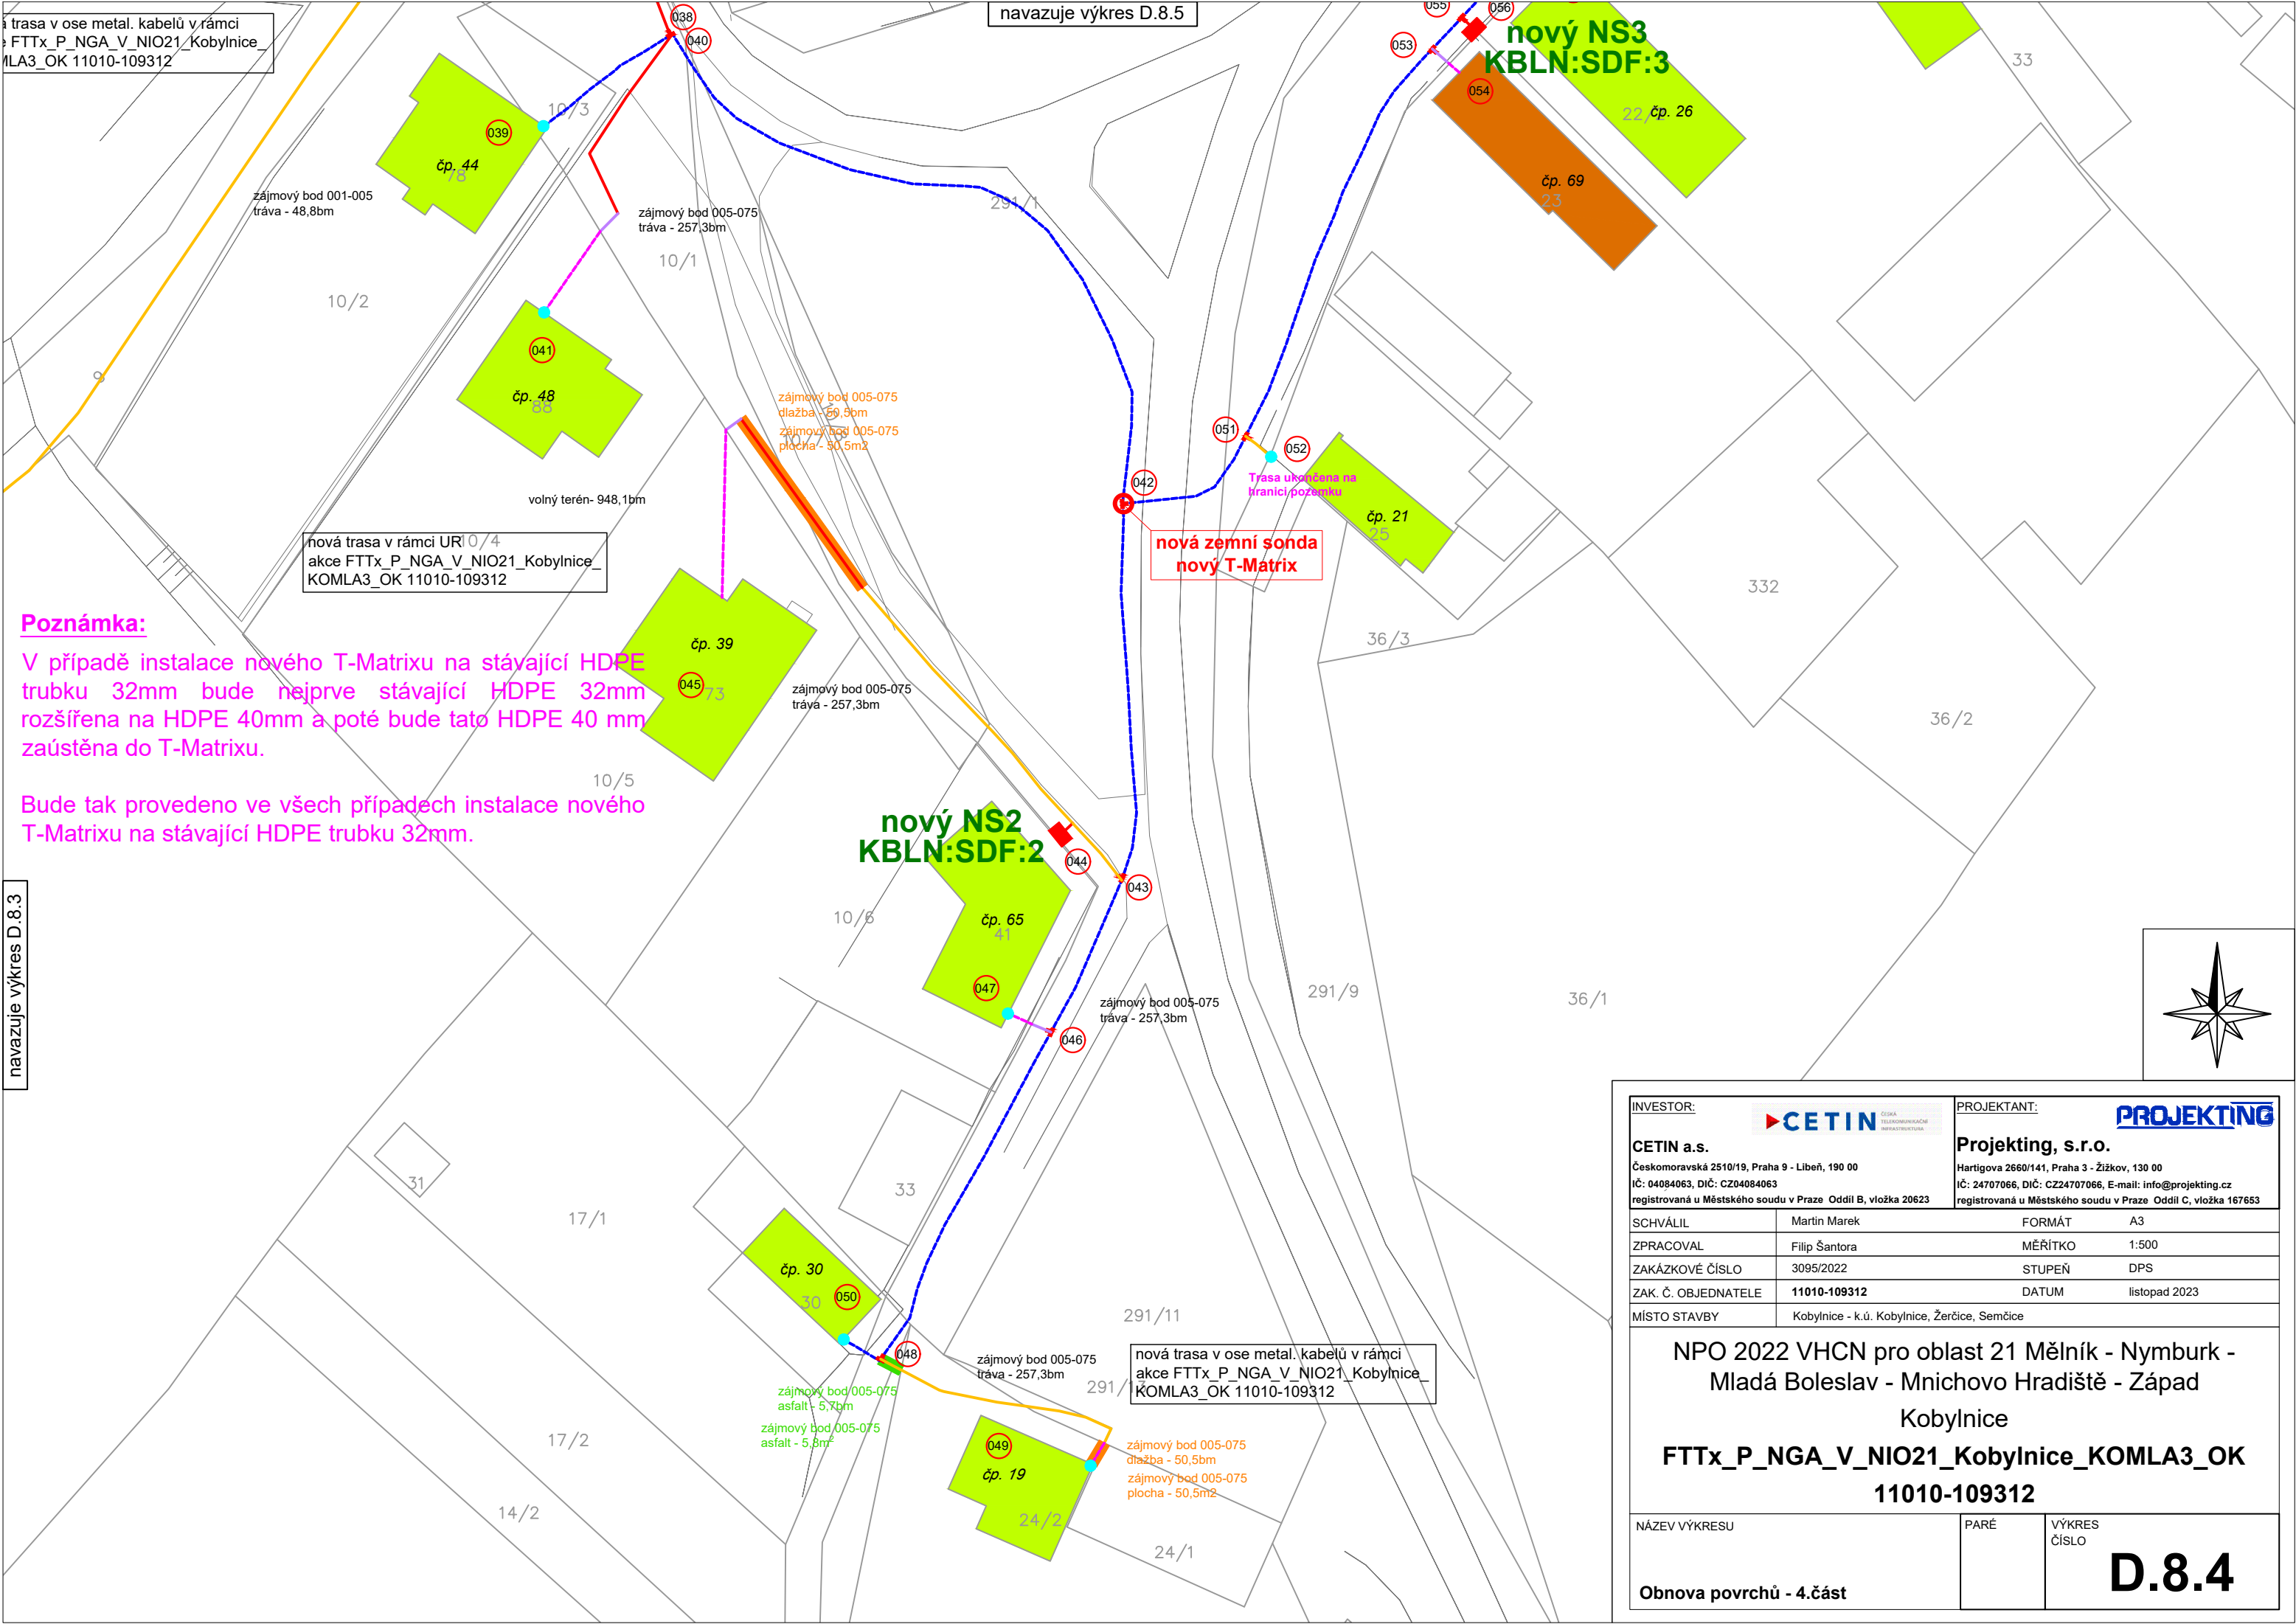 trasa v ose metal. kabelů v rámci
FTTx_P_NGA_V_NIO21_Kobylnice_
MLA3_OK 11010-109312
navazuje výkres D.8.5
038
040
039
čp. 44
78
10/3
zájmový bod 001-005
tráva - 48,8bm
zájmový bod 005-075
tráva - 257,3bm
10/1
10/2
9
041
čp. 48
88
055
056
053
054
nový NS3
KBLN:SDF:3
22/
čp. 26
čp. 69
23
33
291/1
zájmový bod 005-075
dlažba - 50,5bm
zájmový bod 005-075
plocha - 50,5m2
051
052
Trasa ukončena na
hranici pozemku
042
nová zemní sonda
nový T-Matrix
čp. 21
25
volný terén- 948,1bm
10/4
nová trasa v rámci UR
akce FTTx_P_NGA_V_NIO21_Kobylnice_
KOMLA3_OK 11010-109312
332
36/3
36/2
Poznámka:
V případě instalace nového T-Matrixu na stávající HDPE
trubku 32mm bude nejprve stávající HDPE 32mm
rozšířena na HDPE 40mm a poté bude tato HDPE 40 mm
zaústěna do T-Matrixu.
Bude tak provedeno ve všech případech instalace nového
T-Matrixu na stávající HDPE trubku 32mm.
čp. 39
045
73
zájmový bod 005-075
tráva - 257,3bm
10/5
nový NS2
KBLN:SDF:2
044
043
10/6
čp. 65
41
047
046
zájmový bod 005-075
tráva - 257,3bm
291/9
36/1
navazuje výkres D.8.3
31
33
17/1
čp. 30
30
050
048
zájmový bod 005-075
tráva - 257,3bm
291/11
291/1
nová trasa v ose metal. kabelů v rámci
akce FTTx_P_NGA_V_NIO21_Kobylnice_
KOMLA3_OK 11010-109312
zájmový bod 005-075
asfalt - 5,7bm
zájmový bod 005-075
asfalt - 5,8m²
17/2
14/2
049
čp. 19
24/2
24/1
zájmový bod 005-075
dlažba - 50,5bm
zájmový bod 005-075
plocha - 50,5m2
INVESTOR:
CETIN
ČESKÁ
TELEKOMUNIKAČNÍ
INFRASTRUKTURA
CETIN a.s.
Českomoravská 2510/19, Praha 9 - Libeň, 190 00
IČ: 04084063, DIČ: CZ04084063
registrovaná u Městského soudu v Praze Oddíl B, vložka 20623
PROJEKTANT:
PROJEKTING
Projekting, s.r.o.
Hartigova 2660/141, Praha 3 - Žižkov, 130 00
IČ: 24707066, DIČ: CZ24707066, E-mail: info@projekting.cz
registrovaná u Městského soudu v Praze Oddíl C, vložka 167653
SCHVÁLIL Martin Marek FORMÁT A3
ZPRACOVAL Filip Šantora MĚŘÍTKO 1:500
ZAKÁZKOVÉ ČÍSLO 3095/2022 STUPEŇ DPS
ZAK. Č. OBJEDNATELE 11010-109312 DATUM listopad 2023
MÍSTO STAVBY Kobylnice - k.ú. Kobylnice, Žerčice, Semčice
NPO 2022 VHCN pro oblast 21 Mělník - Nymburk -
Mladá Boleslav - Mnichovo Hradiště - Západ
Kobylnice
FTTx_P_NGA_V_NIO21_Kobylnice_KOMLA3_OK
11010-109312
NÁZEV VÝKRESU
Obnova povrchů - 4.část
PARÉ
VÝKRES
ČÍSLO
D.8.4